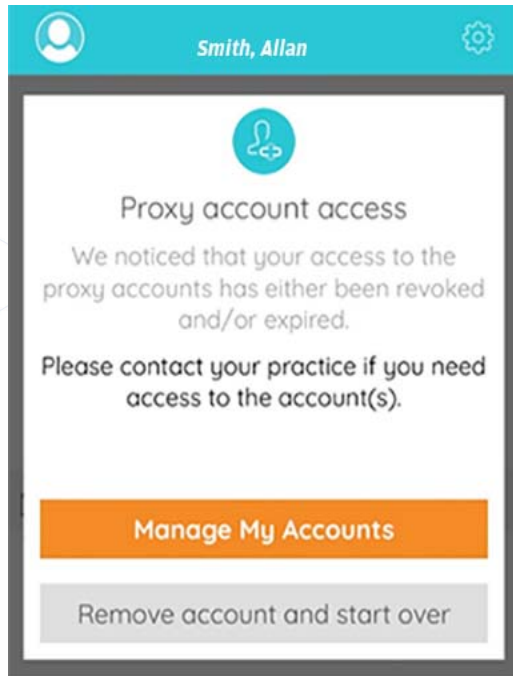 Smith, Allan
Proxy account access
We noticed that your access to the
proxy accounts has either been revoked
and/or expired.
Please contact your practice if you need
access to the account(s).
Manage My Accounts
Remove account and start over